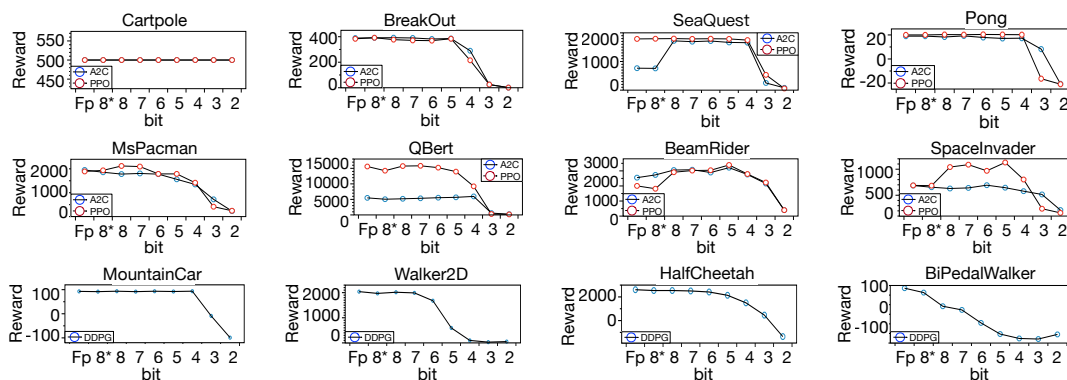 Cartpole
550
500
450
Reward
A2C
PPO
Fp 8* 8 7 6 5 4 3 2
bit
BreakOut
400
200
0
Reward
A2C
PPO
Fp 8* 8 7 6 5 4 3 2
bit
SeaQuest
2000
1000
0
Reward
A2C
PPO
Fp 8* 8 7 6 5 4 3 2
bit
Pong
20
0
-20
Reward
A2C
PPO
Fp 8* 8 7 6 5 4 3 2
bit
MsPacman
2000
1000
0
Reward
A2C
PPO
Fp 8* 8 7 6 5 4 3 2
bit
QBert
15000
10000
5000
0
Reward
A2C
PPO
Fp 8* 8 7 6 5 4 3 2
bit
BeamRider
3000
2000
1000
0
Reward
A2C
PPO
Fp 8* 8 7 6 5 4 3 2
bit
SpaceInvader
1000
500
0
Reward
A2C
PPO
Fp 8* 8 7 6 5 4 3 2
bit
MountainCar
100
0
-100
Reward
DDPG
Fp 8* 8 7 6 5 4 3 2
bit
Walker2D
2000
1000
0
Reward
DDPG
Fp 8* 8 7 6 5 4 3 2
bit
HalfCheetah
2000
0
Reward
DDPG
Fp 8* 8 7 6 5 4 3 2
bit
BiPedalWalker
100
0
-100
Reward
DDPG
Fp 8* 8 7 6 5 4 3 2
bit